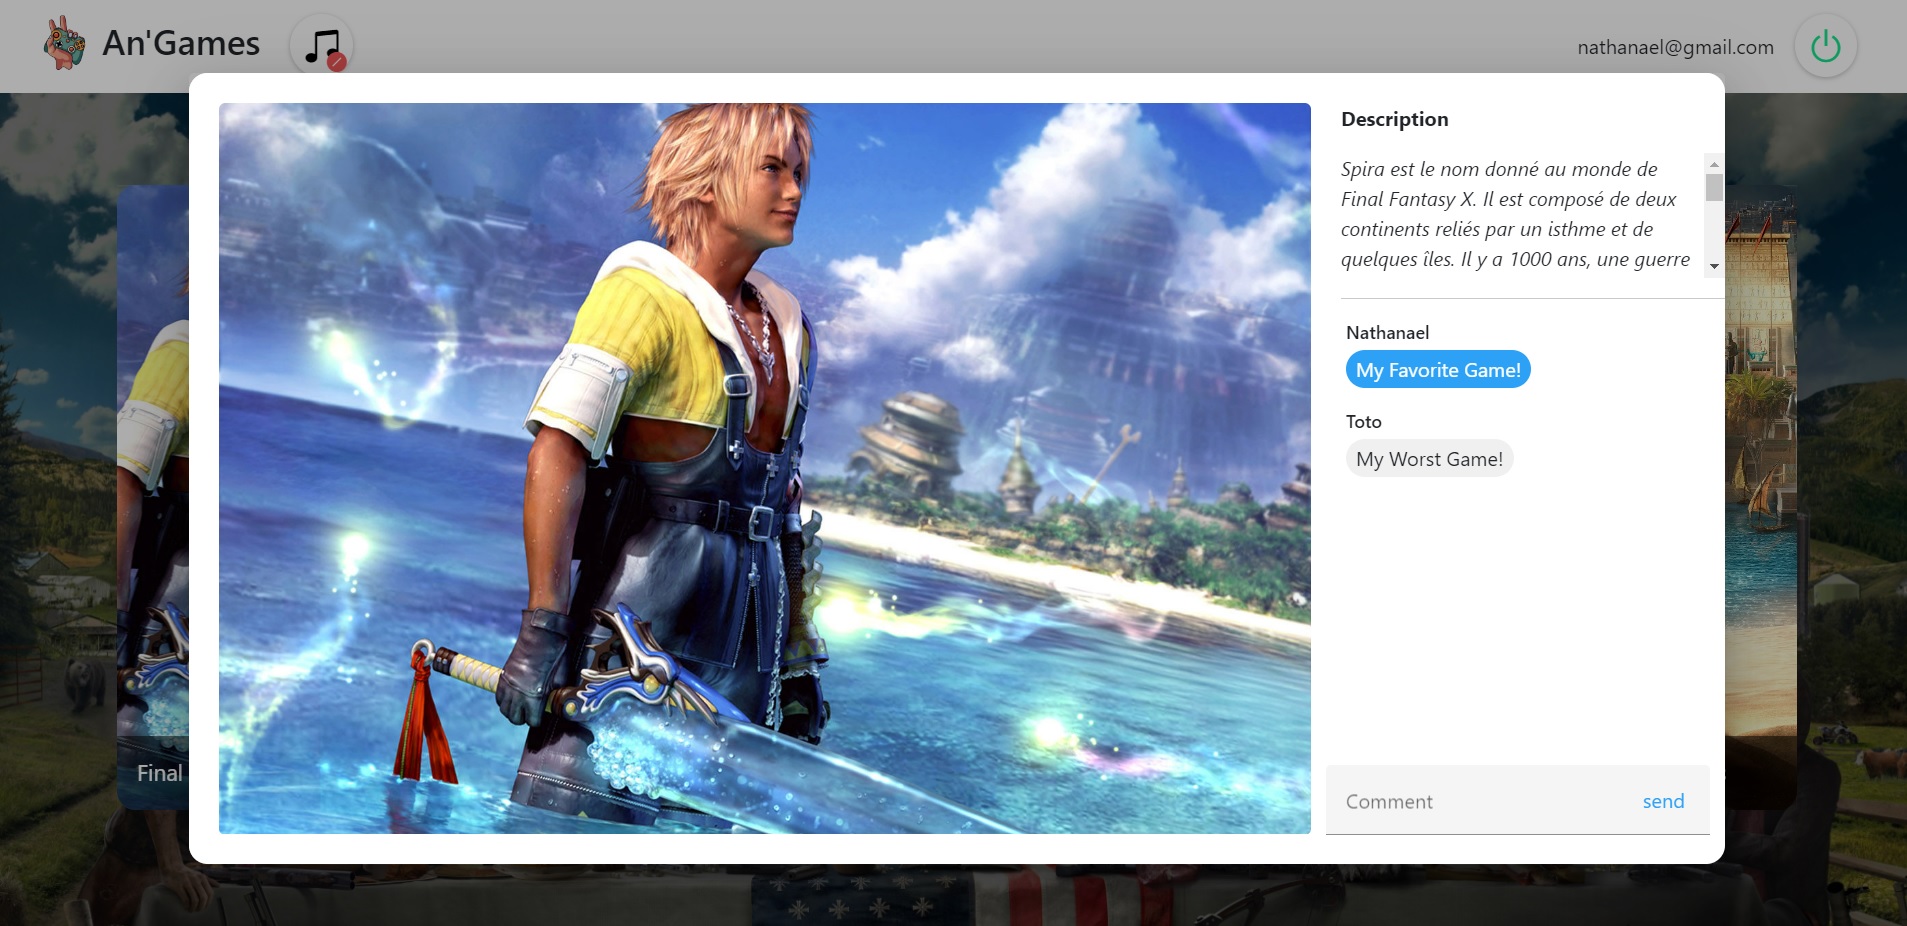 An'Games
nathanael@gmail.com
Description
Spira est le nom donné au monde de
Final Fantasy X. Il est composé de deux
continents reliés par un isthme et de
quelques îles. Il y a 1000 ans, une guerre
Nathanael
My Favorite Game!
Toto
My Worst Game!
Final
Comment
send